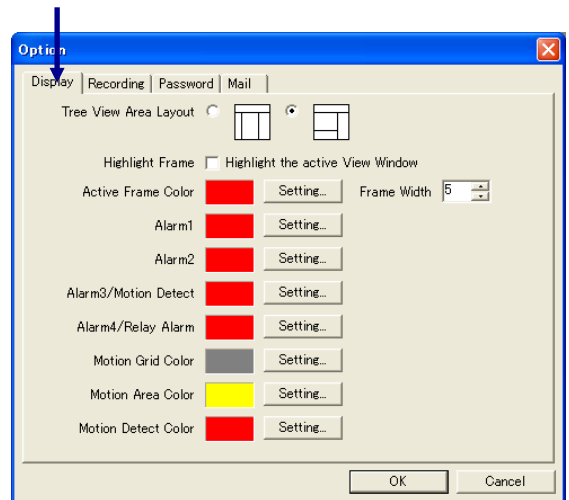 Option
Display Recording Password Mail
Tree View Area Layout
Highlight Frame Highlight the active View Window
Active Frame Color Setting... Frame Width 5
Alarm1 Setting...
Alarm2 Setting...
Alarm3/Motion Detect Setting...
Alarm4/Relay Alarm Setting...
Motion Grid Color Setting...
Motion Area Color Setting...
Motion Detect Color Setting...
OK Cancel